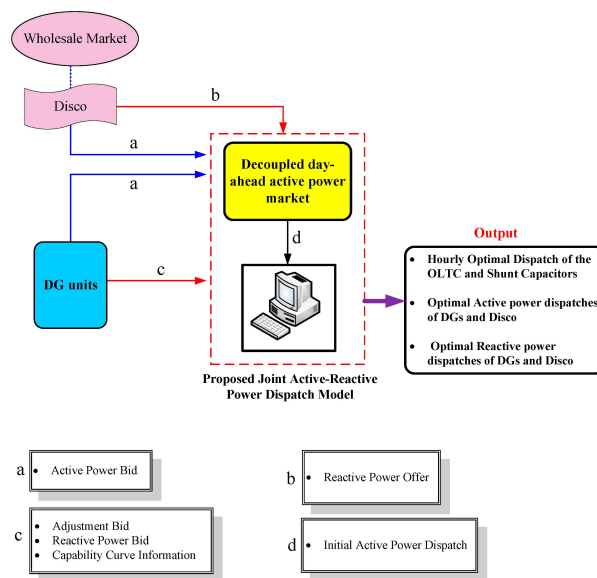 Wholesale Market
b
Disco
a
a
Decoupled day-
ahead active power
market
d
Output
DG units
c
• Hourly Optimal Dispatch of the
OLTC and Shunt Capacitors
• Optimal Active power dispatches
of DGs and Disco
• Optimal Reactive power
dispatches of DGs and Disco
Proposed Joint Active-Reactive
Power Dispatch Model
a
• Active Power Bid
b
• Reactive Power Offer
c
• Adjustment Bid
• Reactive Power Bid
• Capability Curve Information
d
• Initial Active Power Dispatch